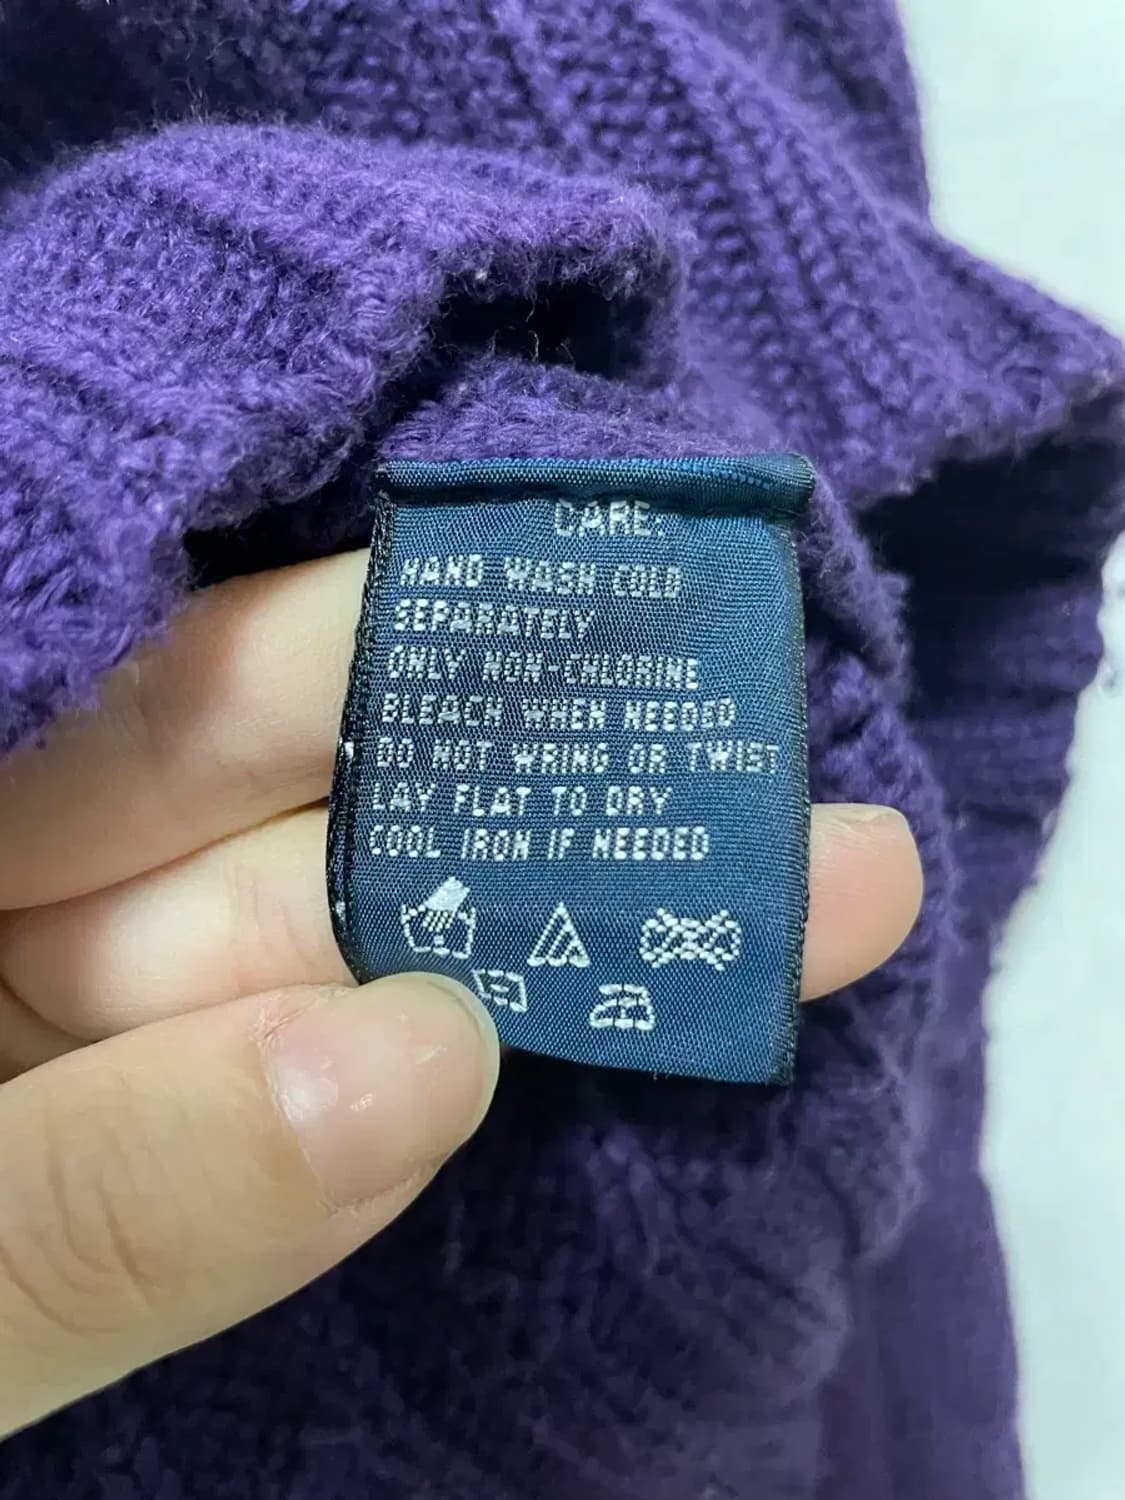 CARE:
HAND WASH COLD
SEPARATELY
ONLY NON-CHLORINE
BLEACH WHEN NEEDED
DO NOT WRING OR TWIST
LAY FLAT TO DRY
COOL IRON IF NEEDED